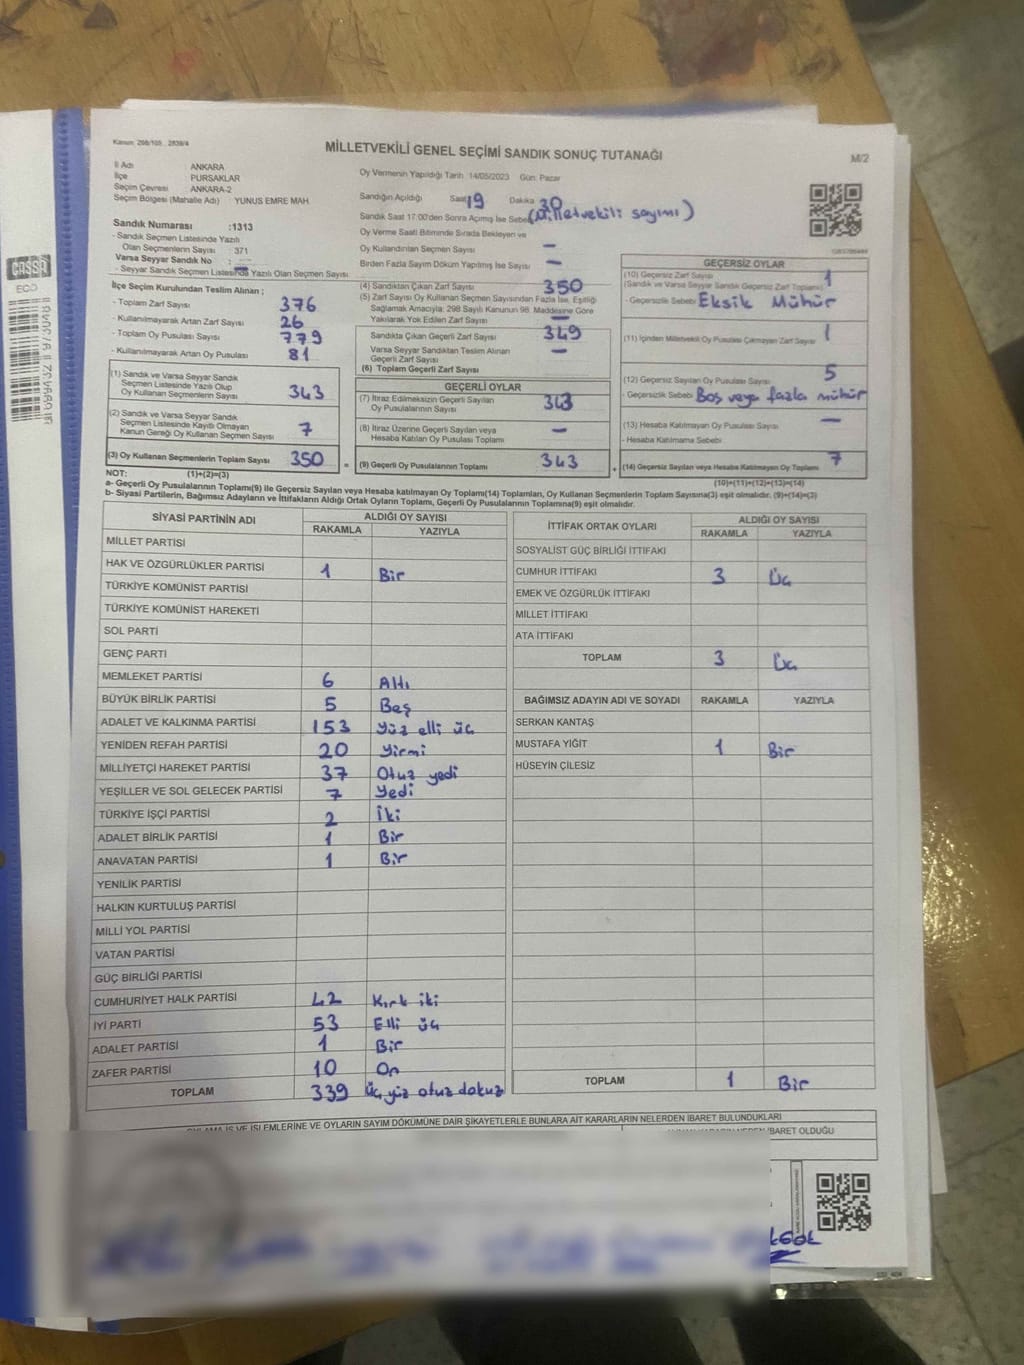 Kanun: 298/105., 2839/4
MİLLETVEKİLİ GENEL SEÇİMİ SANDIK SONUÇ TUTANAĞI
M/2
İl Adı ANKARA
İlçe PURSAKLAR
Seçim Çevresi ANKARA-2
Seçim Bölgesi (Mahalle Adı) YUNUS EMRE MAH.
Oy Vermenin Yapıldığı Tarih 14/05/2023 Gün: Pazar
Sandığın Açıldığı Saat 19 Dakika 30
Sandık Saat 17:00'den Sonra Açılmış İse Sebebi (Milletvekili sayımı)
Oy Verme Saati Bitiminde Sırada Bekleyen ve
Oy Kullandırılan Seçmen Sayısı —
Birden Fazla Sayım Döküm Yapılmış İse Sayısı —
Sandık Numarası :1313
- Sandık Seçmen Listesinde Yazılı
Olan Seçmenlerin Sayısı : 371
Varsa Seyyar Sandık No : —
- Seyyar Sandık Seçmen Listesinde Yazılı Olan Seçmen Sayısı
İlçe Seçim Kurulundan Teslim Alınan ;
- Toplam Zarf Sayısı 376
- Kullanılmayarak Artan Zarf Sayısı 26
- Toplam Oy Pusulası Sayısı 779
- Kullanılmayarak Artan Oy Pusulası 81
(1) Sandık ve Varsa Seyyar Sandık
Seçmen Listesinde Yazılı Olup
Oy Kullanan Seçmenlerin Sayısı 343
(2) Sandık ve Varsa Seyyar Sandık
Seçmen Listesinde Kayıtlı Olmayan
Kanun Gereği Oy Kullanan Seçmen Sayısı 7
(3) Oy Kullanan Seçmenlerin Toplam Sayısı 350
(1)+(2)=(3)
(4) Sandıktan Çıkan Zarf Sayısı 350
(5) Zarf Sayısı Oy Kullanan Seçmen Sayısından Fazla İse, Eşitliği
Sağlamak Amacıyla; 298 Sayılı Kanunun 98. Maddesine Göre
Yakılarak Yok Edilen Zarf Sayısı —
Sandıkta Çıkan Geçerli Zarf Sayısı 349
Varsa Seyyar Sandıktan Teslim Alınan
Geçerli Zarf Sayısı —
(6) Toplam Geçerli Zarf Sayısı
GEÇERLİ OYLAR
(7) İtiraz Edilmeksizin Geçerli Sayılan
Oy Pusulalarının Sayısı 343
(8) İtiraz Üzerine Geçerli Sayılan veya
Hesaba Katılan Oy Pusulası Toplamı —
= (9) Geçerli Oy Pusulalarının Toplamı 343
GEÇERSİZ OYLAR
(10) Geçersiz Zarf Sayısı 1
(Sandık ve Varsa Seyyar Sandık Geçersiz Zarf Toplamı)
- Geçersizlik Sebebi Eksik Mühür
(11) İçinden Milletvekili Oy Pusulası Çıkmayan Zarf Sayısı 1
(12) Geçersiz Sayılan Oy Pusulası Sayısı 5
- Geçersizlik Sebebi Boş veya fazla mühür
(13) Hesaba Katılmayan Oy Pusulası Sayısı —
- Hesaba Katılmama Sebebi
+ (14) Geçersiz Sayılan veya Hesaba Katılmayan Oy Toplamı 7
(10)+(11)+(12)+(13)=(14)
NOT:
a- Geçerli Oy Pusulalarının Toplamı(9) ile Geçersiz Sayılan veya Hesaba katılmayan Oy Toplamı(14) Toplamları, Oy Kullanan Seçmenlerin Toplam Sayısına(3) eşit olmalıdır. (9)+(14)=(3)
b- Siyasi Partilerin, Bağımsız Adayların ve İttifakların Aldığı Ortak Oyların Toplamı, Geçerli Oy Pusulalarının Toplamına(9) eşit olmalıdır.
SİYASİ PARTİNİN ADI ALDIĞI OY SAYISI
RAKAMLA YAZIYLA
MİLLET PARTİSİ
HAK VE ÖZGÜRLÜKLER PARTİSİ 1 Bir
TÜRKİYE KOMÜNİST PARTİSİ
TÜRKİYE KOMÜNİST HAREKETİ
SOL PARTİ
GENÇ PARTİ
MEMLEKET PARTİSİ 6 Altı
BÜYÜK BİRLİK PARTİSİ 5 Beş
ADALET VE KALKINMA PARTİSİ 153 Yüz elli üç
YENİDEN REFAH PARTİSİ 20 Yirmi
MİLLİYETÇİ HAREKET PARTİSİ 37 Otuz yedi
YEŞİLLER VE SOL GELECEK PARTİSİ 7 Yedi
TÜRKİYE İŞÇİ PARTİSİ 2 İki
ADALET BİRLİK PARTİSİ 1 Bir
ANAVATAN PARTİSİ 1 Bir
YENİLİK PARTİSİ
HALKIN KURTULUŞ PARTİSİ
MİLLİ YOL PARTİSİ
VATAN PARTİSİ
GÜÇ BİRLİĞİ PARTİSİ
CUMHURİYET HALK PARTİSİ 42 Kırk iki
İYİ PARTİ 53 Elli üç
ADALET PARTİSİ 1 Bir
ZAFER PARTİSİ 10 On
TOPLAM 339 üç yüz otuz dokuz
İTTİFAK ORTAK OYLARI ALDIĞI OY SAYISI
RAKAMLA YAZIYLA
SOSYALİST GÜÇ BİRLİĞİ İTTİFAKI
CUMHUR İTTİFAKI 3 Üç
EMEK VE ÖZGÜRLÜK İTTİFAKI
MİLLET İTTİFAKI
ATA İTTİFAKI
TOPLAM 3 Üç
BAĞIMSIZ ADAYIN ADI VE SOYADI RAKAMLA YAZIYLA
SERKAN KANTAŞ
MUSTAFA YİĞİT 1 Bir
HÜSEYİN ÇİLESİZ
TOPLAM 1 Bir
OYLAMA İŞ VE İŞLEMLERİNE VE OYLARIN SAYIM DÖKÜMÜNE DAİR ŞİKAYETLERLE BUNLARA AİT KARARLARIN NELERDEN İBARET BULUNDUKLARI
İBARET OLDUĞU
GASSA
ECO